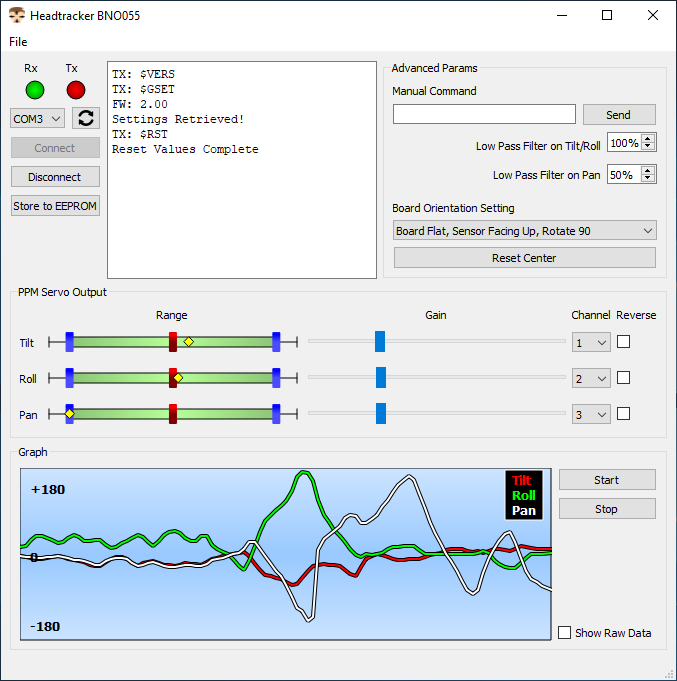 Headtracker BNO055
File
Rx Tx
COM3
Connect
Disconnect
Store to EEPROM
TX: $VERS
TX: $GSET
FW: 2.00
Settings Retrieved!
TX: $RST
Reset Values Complete
Advanced Params
Manual Command
Send
Low Pass Filter on Tilt/Roll 100%
Low Pass Filter on Pan 50%
Board Orientation Setting
Board Flat, Sensor Facing Up, Rotate 90
Reset Center
PPM Servo Output
Range Gain Channel Reverse
Tilt 1
Roll 2
Pan 3
Graph
+180
0
-180
Tilt
Roll
Pan
Start
Stop
Show Raw Data